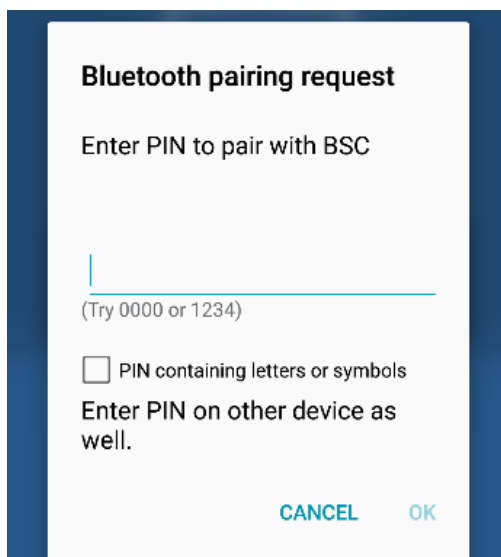 Bluetooth pairing request
Enter PIN to pair with BSC
(Try 0000 or 1234)
PIN containing letters or symbols
Enter PIN on other device as
well.
CANCEL OK